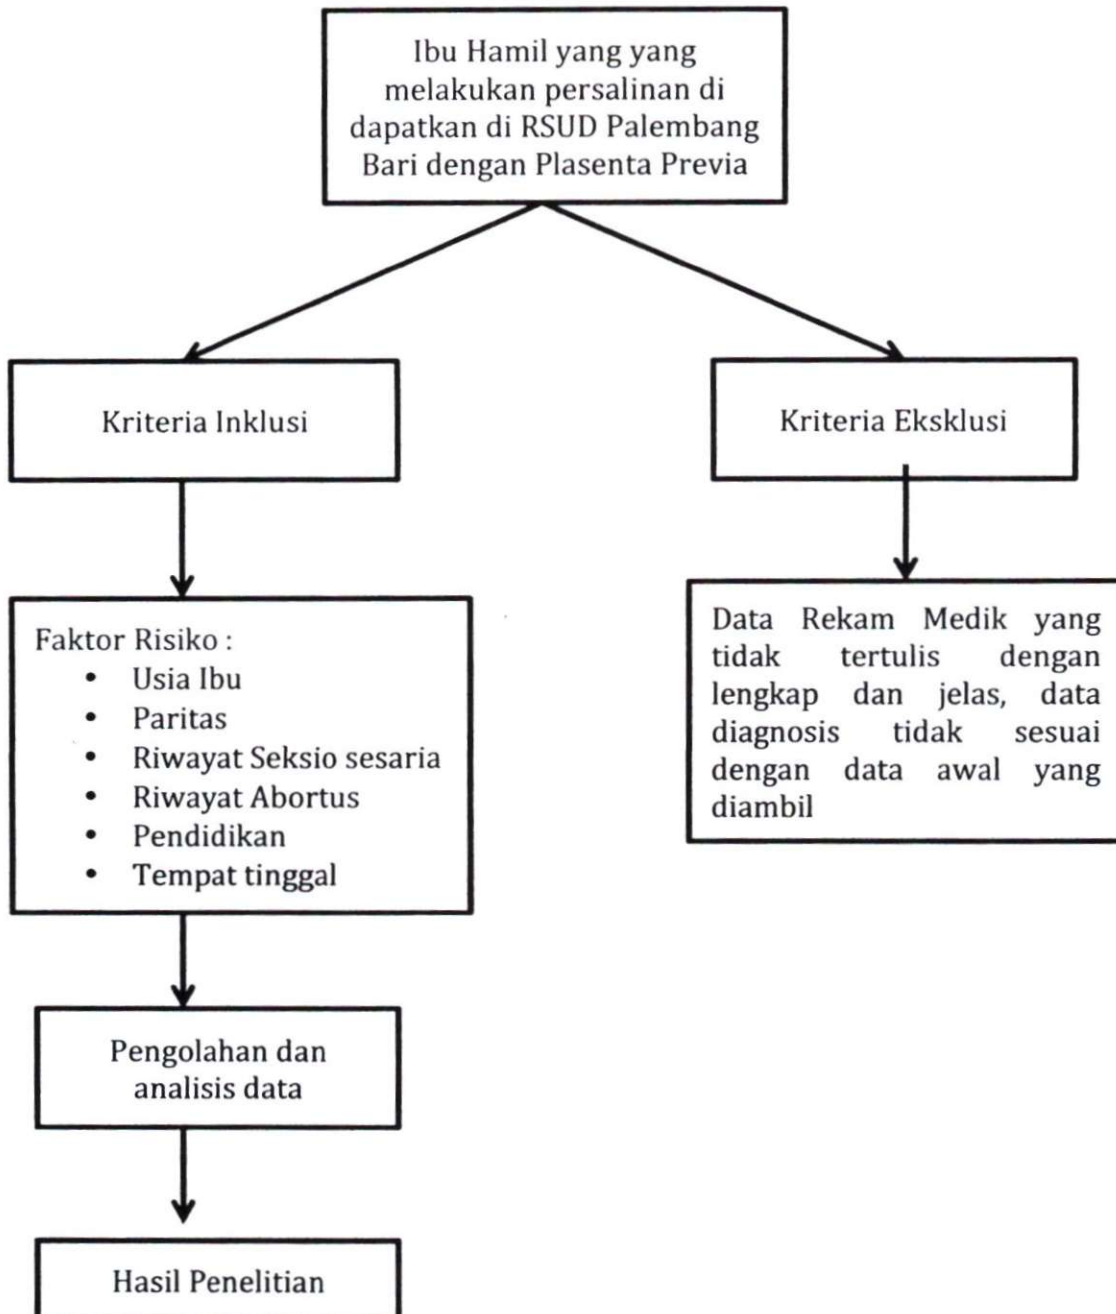 Ibu Hamil yang yang
melakukan persalinan di
dapatkan di RSUD Palembang
Bari dengan Plasenta Previa
Kriteria Inklusi
Kriteria Eksklusi
Faktor Risiko :
• Usia Ibu
• Paritas
• Riwayat Seksio sesaria
• Riwayat Abortus
• Pendidikan
• Tempat tinggal
Data Rekam Medik yang
tidak tertulis dengan
lengkap dan jelas, data
diagnosis tidak sesuai
dengan data awal yang
diambil
Pengolahan dan
analisis data
Hasil Penelitian